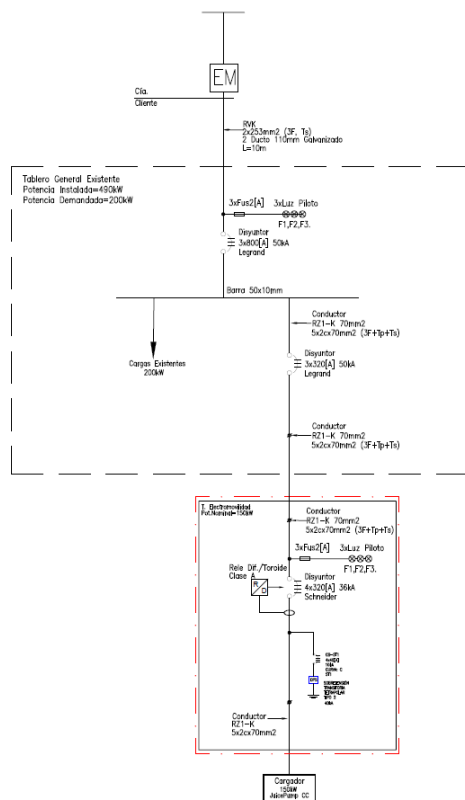 EM
Cía.
Cliente
RVK
2x253mm2 (3F, Ts)
2 Ducto 110mm Galvanizado
L=10m
Tablero General Existente
Potencia Instalada=490kW
Potencia Demandada=200kW
3xFus2[A] 3xLuz Piloto
F1,F2,F3.
Disyuntor
3x800[A] 50kA
Legrand
Barra 50x10mm
Conductor
RZ1-K 70mm2
5x2cx70mm2 (3F+Tp+Ts)
Cargas Existentes
200kW
Disyuntor
3x320[A] 50kA
Legrand
Conductor
RZ1-K 70mm2
5x2cx70mm2 (3F+Tp+Ts)
T. Electromovilidad
Pot.Nominal=150kW
Conductor
RZ1-K 70mm2
5x2cx70mm2 (3F+Tp+Ts)
3xFus2[A] 3xLuz Piloto
F1,F2,F3.
Rele Dif./Toroide
Clase A
R
D
Disyuntor
4x320[A] 36kA
Schneider
CURVA C
TIPO 2
40kA
Conductor
RZ1-K
5x2cx70mm2
Cargador
150kW